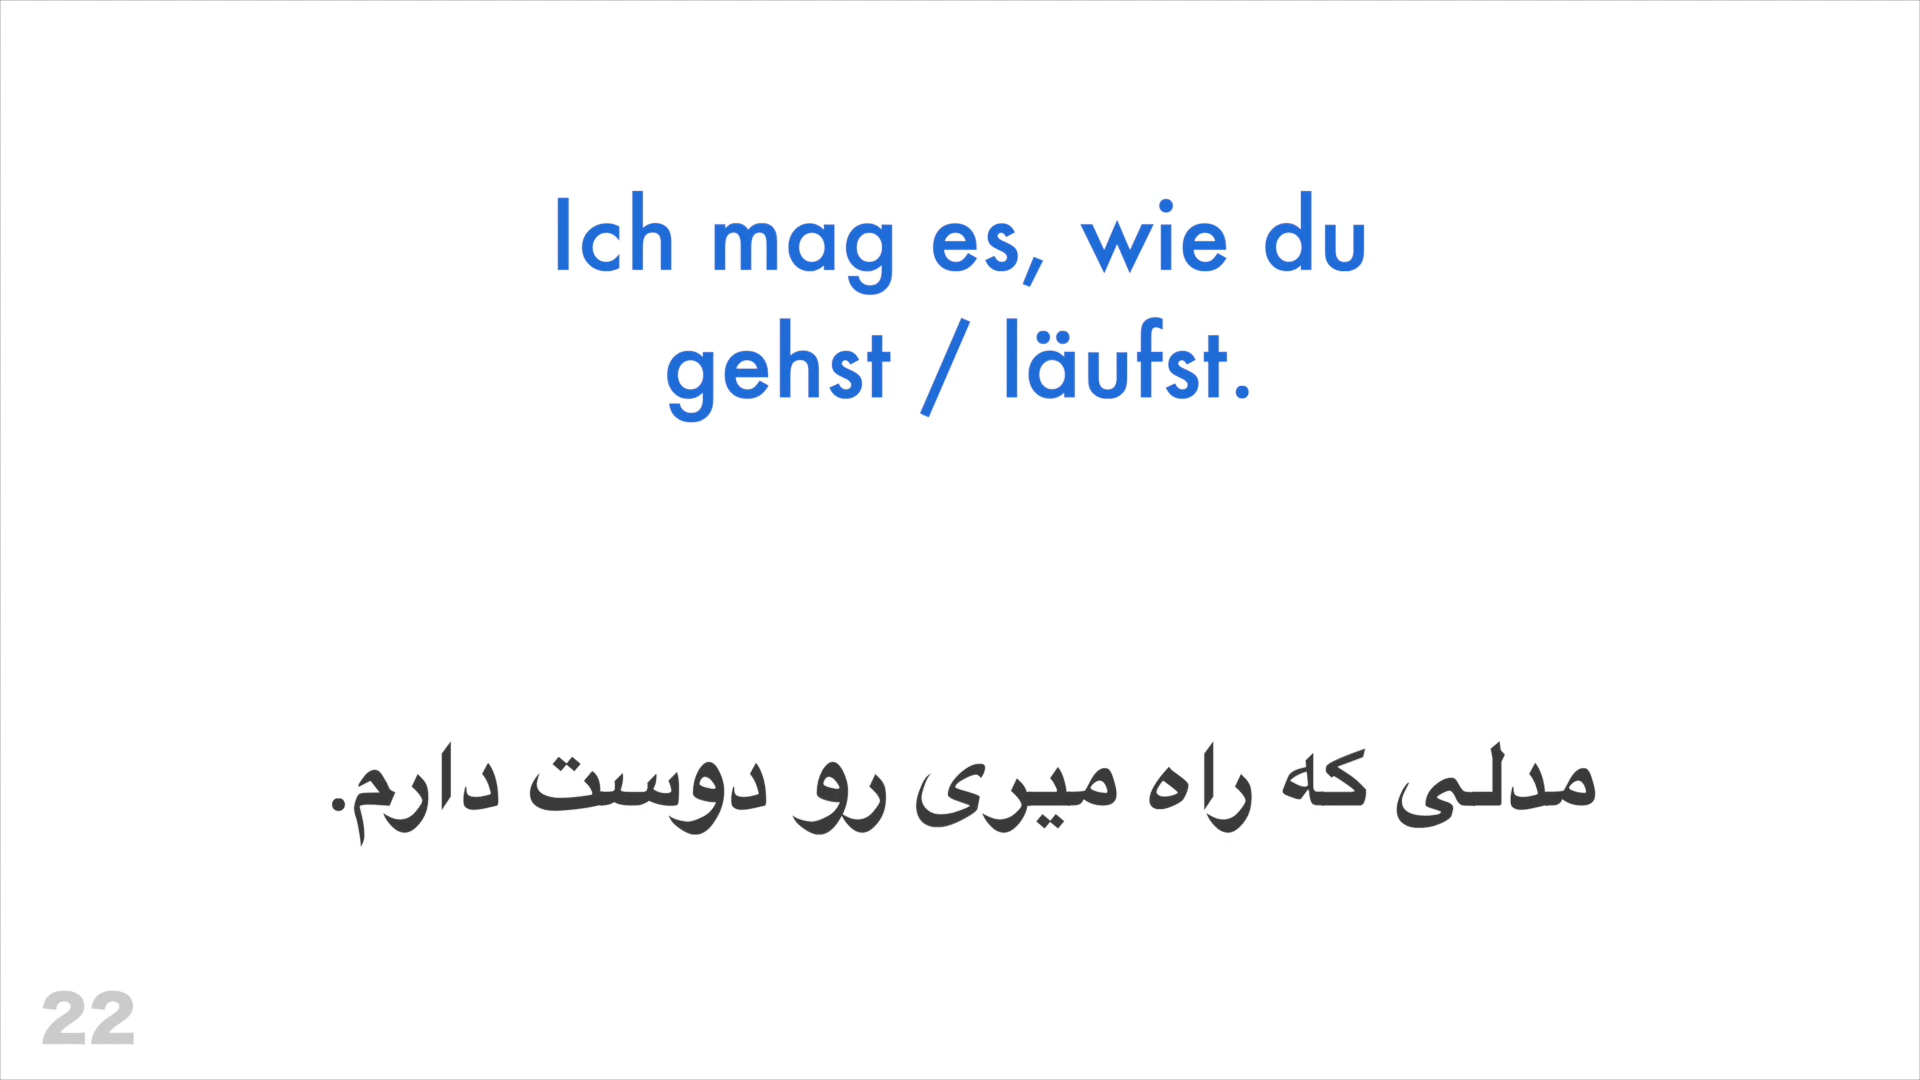 Ich mag es, wie du
gehst / läufst.
مدلی که راه میری رو دوست دارم.
22